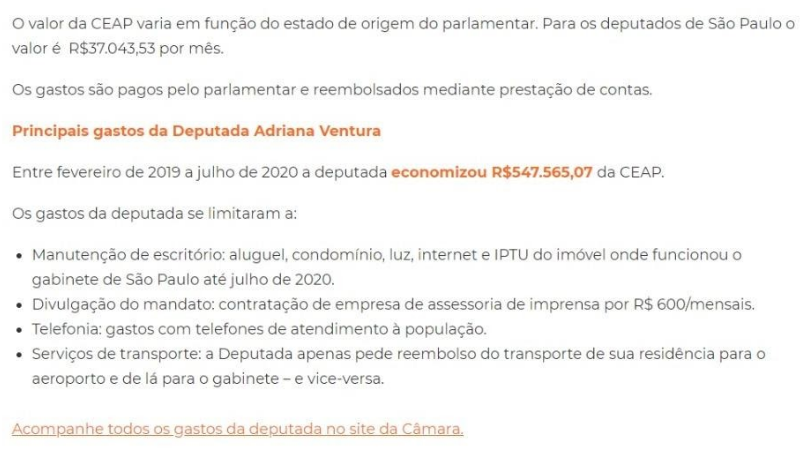 O valor da CEAP varia em função do estado de origem do parlamentar. Para os deputados de São Paulo o
valor é R$37.043,53 por mês.
Os gastos são pagos pelo parlamentar e reembolsados mediante prestação de contas.
Principais gastos da Deputada Adriana Ventura
Entre fevereiro de 2019 a julho de 2020 a deputada economizou R$547.565,07 da CEAP.
Os gastos da deputada se limitaram a:
• Manutenção de escritório: aluguel, condomínio, luz, internet e IPTU do imóvel onde funcionou o
gabinete de São Paulo até julho de 2020.
• Divulgação do mandato: contratação de empresa de assessoria de imprensa por R$ 600/mensais.
• Telefonia: gastos com telefones de atendimento à população.
• Serviços de transporte: a Deputada apenas pede reembolso do transporte de sua residência para o
aeroporto e de lá para o gabinete – e vice-versa.
Acompanhe todos os gastos da deputada no site da Câmara.